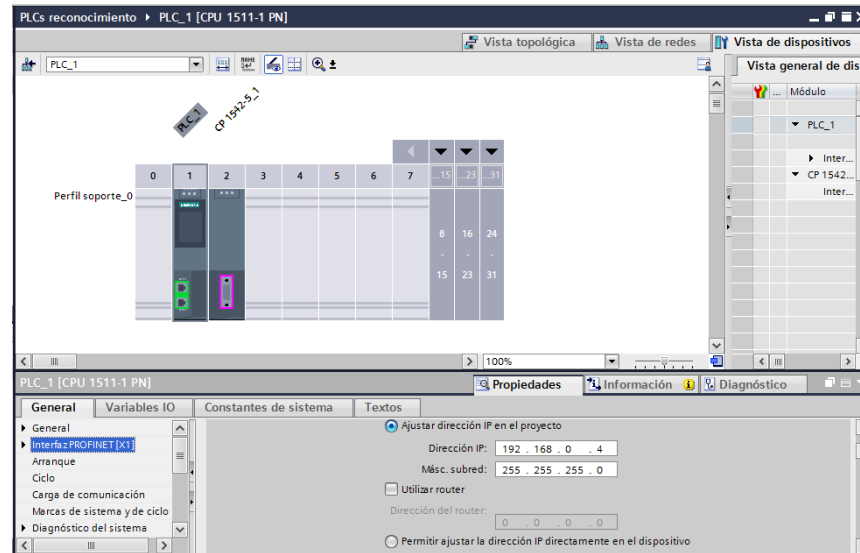 PLCs reconocimiento ▸ PLC_1 [CPU 1511-1 PN]
Vista topológica Vista de redes Vista de dispositivos
PLC_1 Vista general de dis
... Módulo
PLC_1 CP 1542-5_1
PLC_1
Inter...
CP 1542...
Inter...
0 1 2 3 4 5 6 7 ...15 ...23 ...31
Perfil soporte_0
SIEMENS
8 16 24
- - -
15 23 31
100%
PLC_1 [CPU 1511-1 PN] Propiedades Información Diagnóstico
General Variables IO Constantes de sistema Textos
General
Interfaz PROFINET [X1]
Arranque
Ciclo
Carga de comunicación
Marcas de sistema y de ciclo
Diagnóstico del sistema
Ajustar dirección IP en el proyecto
Dirección IP: 192 . 168 . 0 . 4
Másc. subred: 255 . 255 . 255 . 0
Utilizar router
Dirección del router:
0 . 0 . 0 . 0
Permitir ajustar la dirección IP directamente en el dispositivo